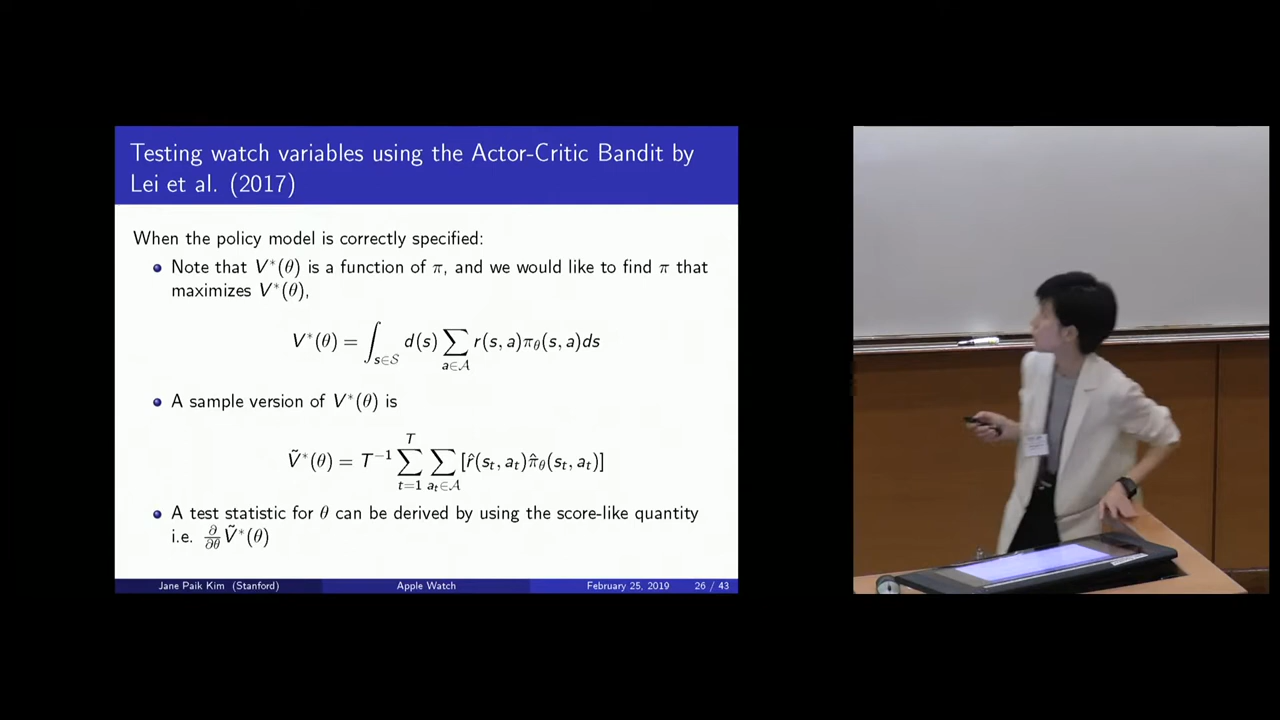 Testing watch variables using the Actor-Critic Bandit by
Lei et al. (2017)
When the policy model is correctly specified:
Note that V*(θ) is a function of π, and we would like to find π that
maximizes V*(θ),
V*(θ) = ∫_{s∈𝒮} d(s) ∑_{a∈𝒜} r(s, a)π_θ(s, a)ds
A sample version of V*(θ) is
Ṽ*(θ) = T⁻¹ ∑_{t=1}^{T} ∑_{a_t∈𝒜} [r̂(s_t, a_t)π̂_θ(s_t, a_t)]
A test statistic for θ can be derived by using the score-like quantity
i.e. ∂/∂θ Ṽ*(θ)
Jane Paik Kim (Stanford) Apple Watch February 25, 2019 26 / 43